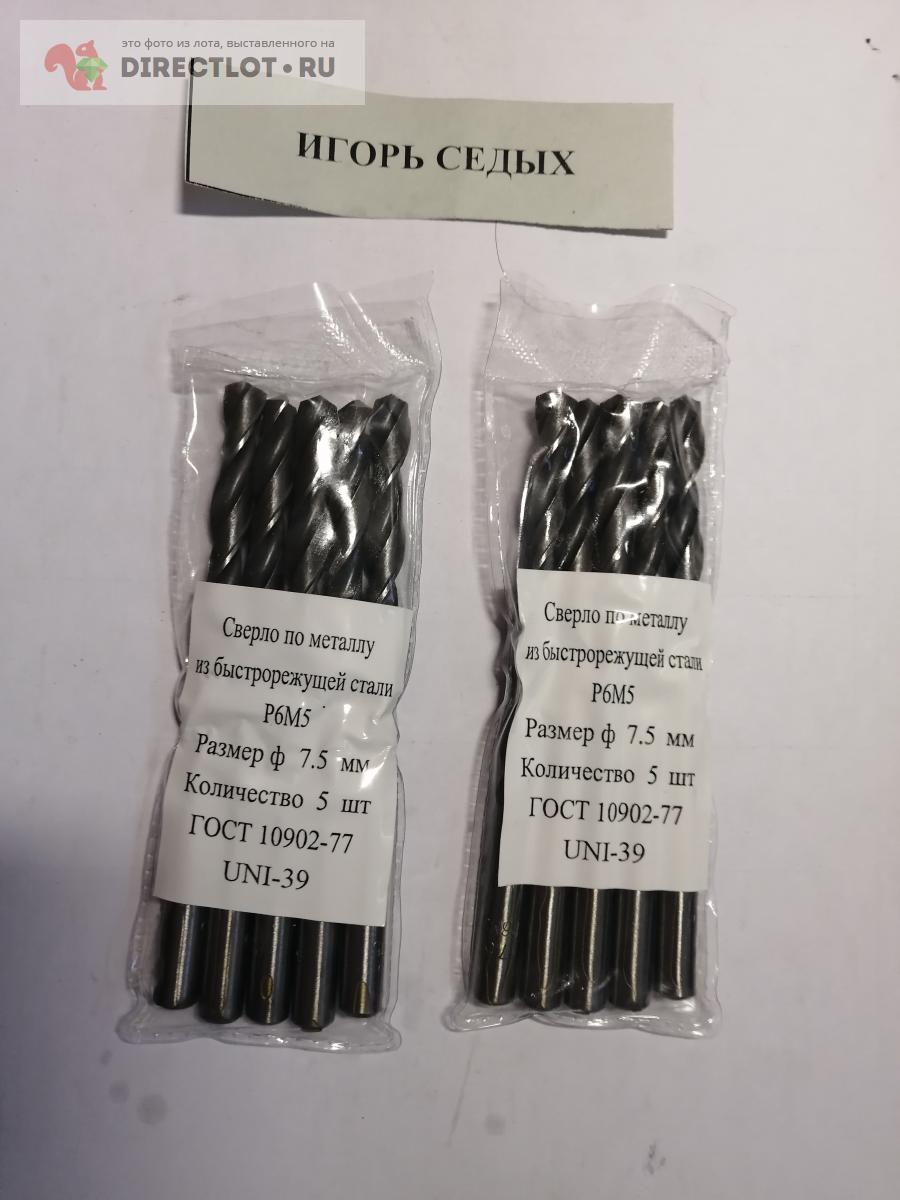 это фото из лота, выставленного на
DIRECTLOT•RU
ИГОРЬ СЕДЫХ
Сверло по металлу
из быстрорежущей стали
Р6М5
Размер ф 7.5 мм
Количество 5 шт
ГОСТ 10902-77
UNI-39
Сверло по металлу
из быстрорежущей стали
Р6М5
Размер ф 7.5 мм
Количество 5 шт
ГОСТ 10902-77
UNI-39